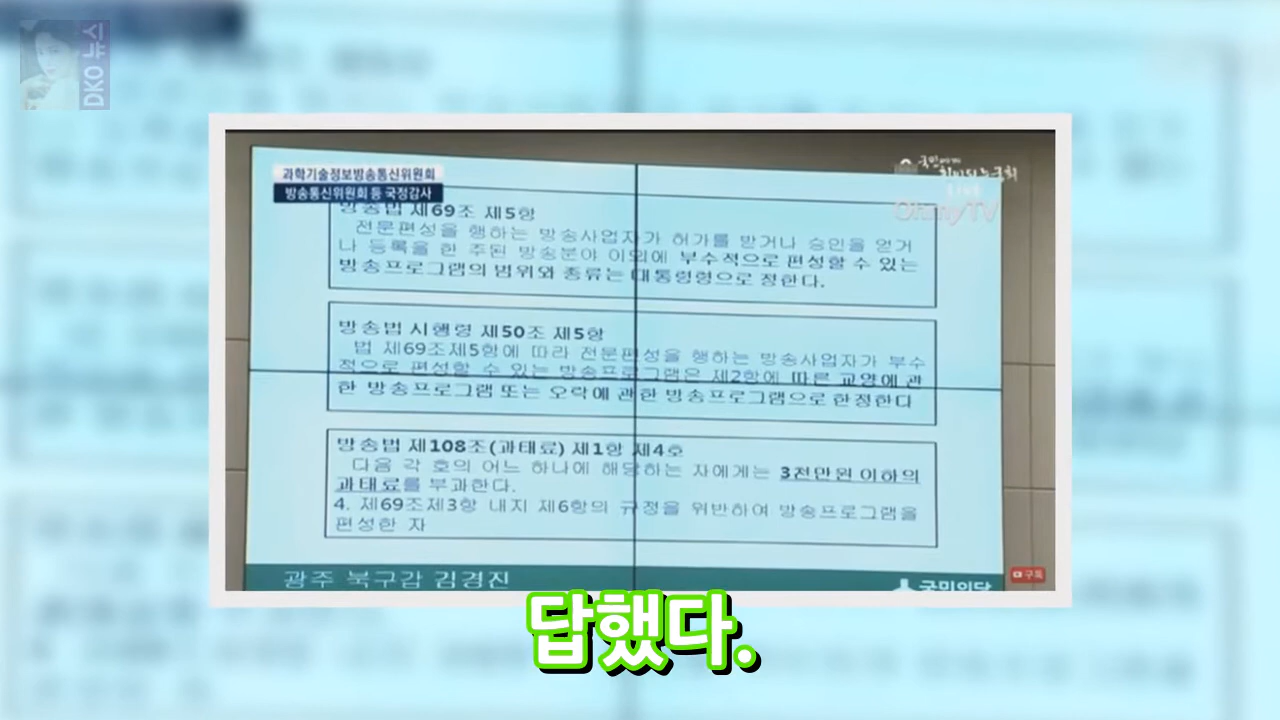 DKO 뉴스
과학기술정보방송통신위원회
방송통신위원회 등 국정감사
국민에게
힘이 되는 국회
OhmyTV
방송법 제69조 제5항
전문편성을 행하는 방송사업자가 허가를 받거나 승인을 얻거
나 등록을 한 주된 방송분야 이외에 부수적으로 편성할 수 있는
방송프로그램의 범위와 종류는 대통령령으로 정한다.
방송법 시행령 제50조 제5항
법 제69조제5항에 따라 전문편성을 행하는 방송사업자가 부수
적으로 편성할 수 있는 방송프로그램은 제2항에 따른 교양에 관
한 방송프로그램 또는 오락에 관한 방송프로그램으로 한정한다
방송법 제108조(과태료) 제1항 제4호
다음 각 호의 어느 하나에 해당하는 자에게는 3천만원 이하의
과태료를 부과한다.
4. 제69조제3항 내지 제6항의 규정을 위반하여 방송프로그램을
편성한 자
광주 북구갑 김경진
국민의당
구독
답했다.